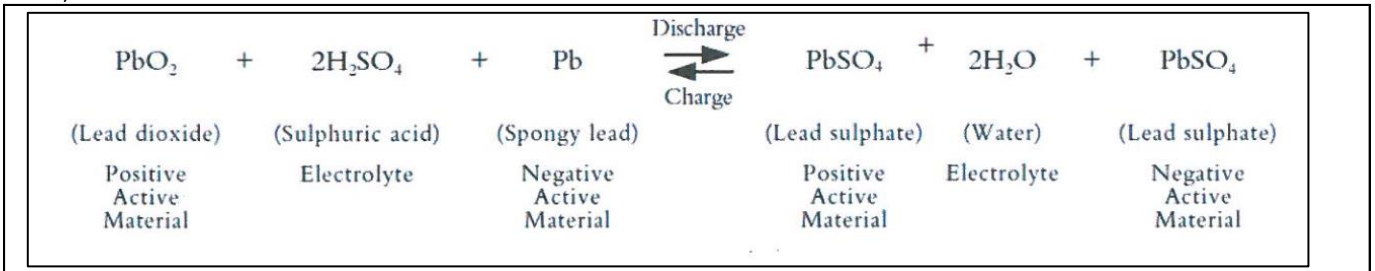 Discharge
PbO₂ + 2H₂SO₄ + Pb PbSO₄ + 2H₂O + PbSO₄
Charge
(Lead dioxide) (Sulphuric acid) (Spongy lead) (Lead sulphate) (Water) (Lead sulphate)
Positive Electrolyte Negative Positive Electrolyte Negative
Active Active Active Active
Material Material Material Material